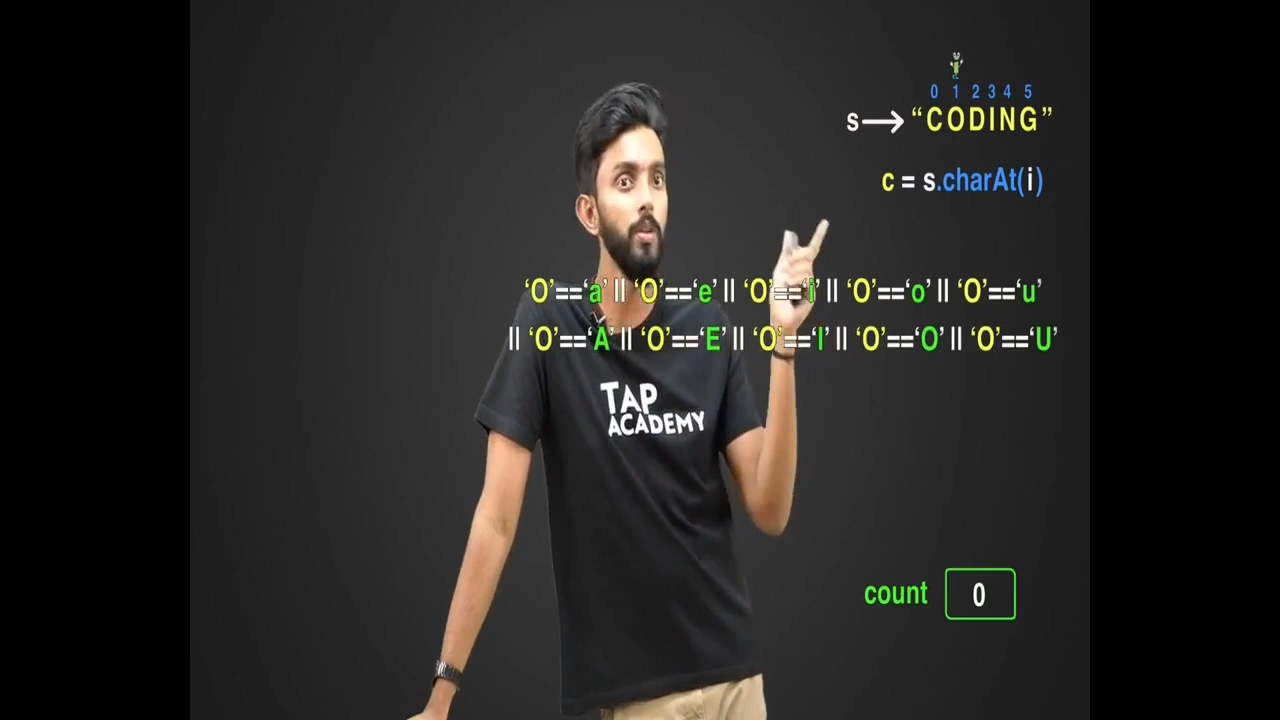 0 1 2 3 4 5
s→“CODING”
c = s.charAt(i)
‘O’==‘a’ || ‘O’==‘e’ || ‘O’==‘i’ || ‘O’==‘o’ || ‘O’==‘u’
|| ‘O’==‘A’ || ‘O’==‘E’ || ‘O’==‘I’ || ‘O’==‘O’ || ‘O’==‘U’
TAP
ACADEMY
count 0